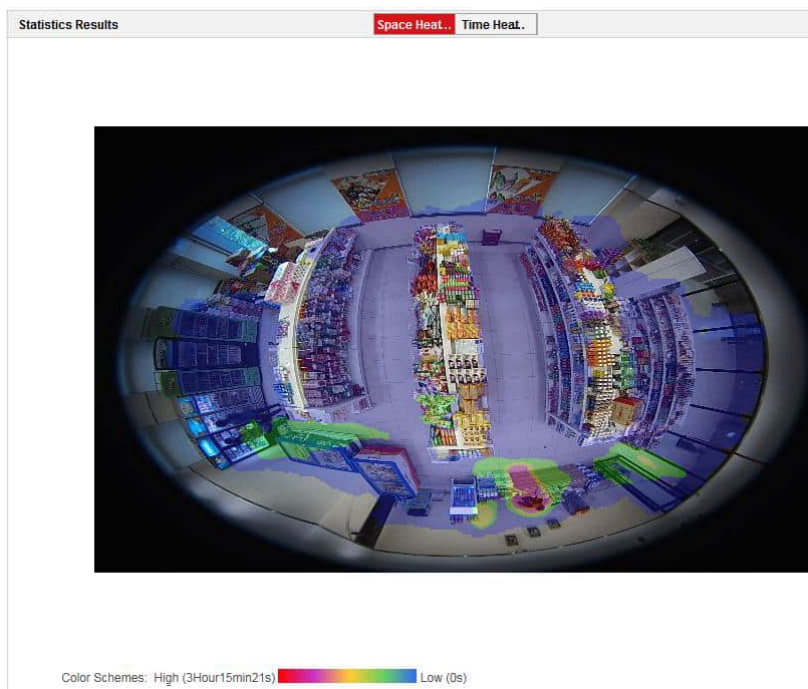 Statistics Results
Space Heat.. Time Heat..
Color Schemes: High (3Hour15min21s) Low (0s)